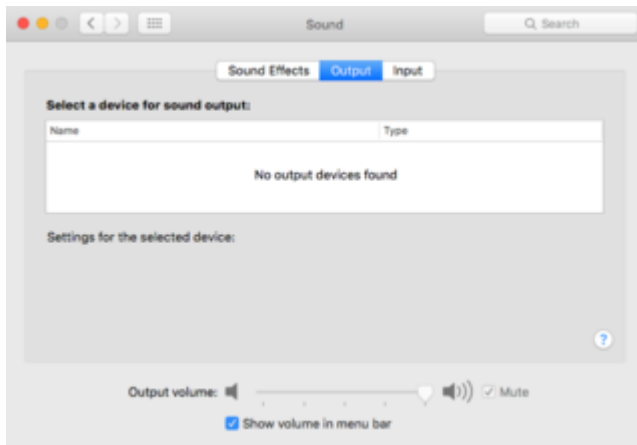 Sound
Search
Sound Effects Output Input
Select a device for sound output:
Name Type
No output devices found
Settings for the selected device:
?
Output volume: Mute
Show volume in menu bar